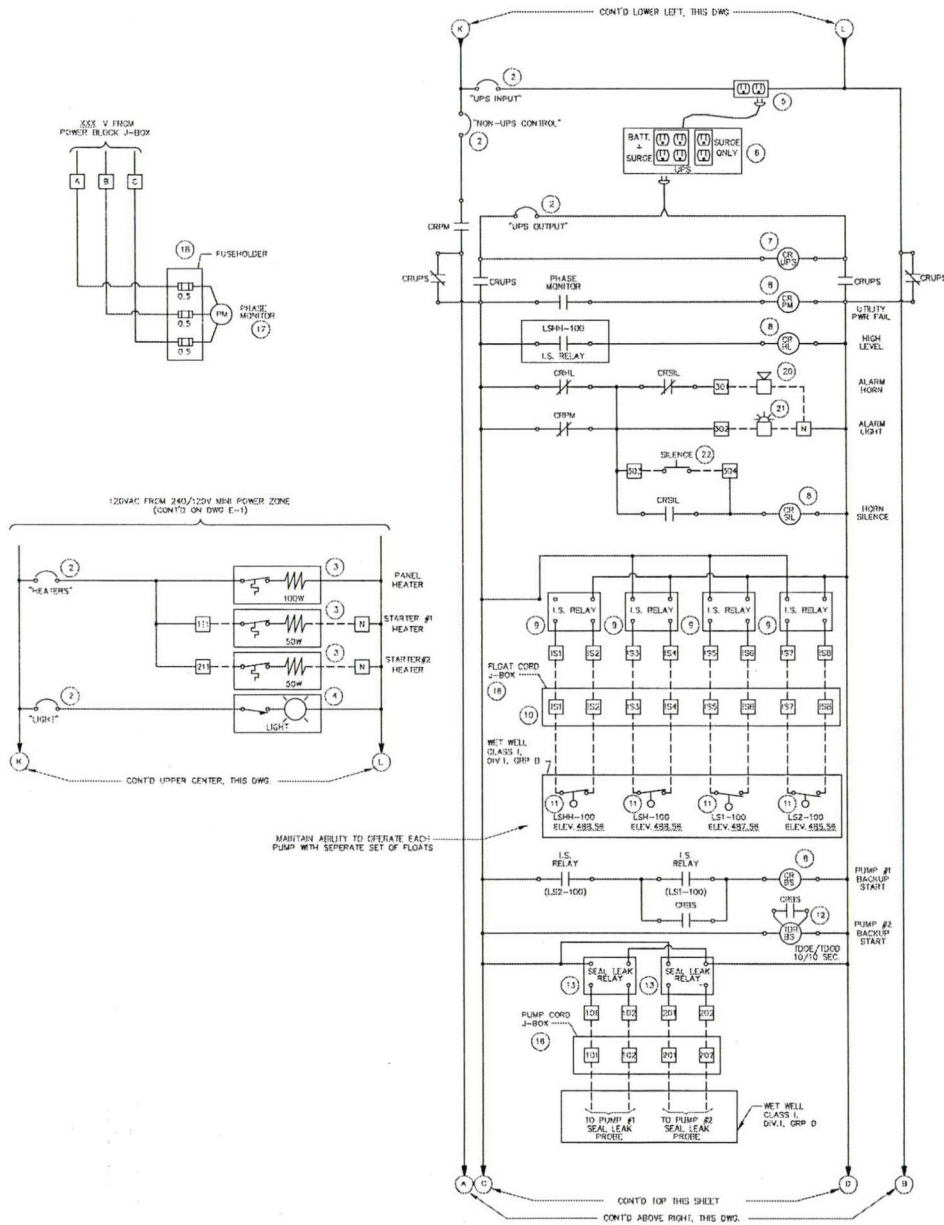 CONT'D LOWER LEFT, THIS DWG
K
L
2
"UPS INPUT"
5
"NON-UPS CONTROL"
2
BATT.
+
SURGE
SURGE
ONLY
UPS
6
XXX V FROM
POWER BLOCK J-BOX
A
B
C
18
FUSEHOLDER
0.5
0.5
0.5
PM
PHASE
MONITOR
17
2
"UPS OUTPUT"
CRPM
7
CR
UPS
CRUPS
CRUPS
CRUPS
CRUPS
PHASE
MONITOR
8
CR
PM
UTILITY
PWR FAIL
LSHH-100
I.S. RELAY
8
CR
HL
HIGH
LEVEL
CRSIL
CRSIL
301
20
ALARM
HORN
CRPM
302
21
N
ALARM
LIGHT
SILENCE
22
303
304
CRSIL
8
CR
SIL
HORN
SILENCE
120VAC FROM 240/120V MINI POWER ZONE
(CONT'D ON DWG E-1)
2
"HEATERS"
3
100W
PANEL
HEATER
111
3
50W
N
STARTER #1
HEATER
211
3
50W
N
STARTER #2
HEATER
2
"LIGHT"
4
LIGHT
K
L
CONT'D UPPER CENTER, THIS DWG.
I.S. RELAY
I.S. RELAY
I.S. RELAY
I.S. RELAY
9
9
9
9
IS1
IS2
IS3
IS4
IS5
IS6
IS7
IS8
FLOAT CORD
J-BOX
16
10
IS1
IS2
IS3
IS4
IS5
IS6
IS7
IS8
WET WELL
CLASS I,
DIV.1, GRP D
11
11
11
11
LSHH-100
ELEV. 488.58
LSH-100
ELEV. 488.58
LS1-100
ELEV. 487.58
LS2-100
ELEV. 485.58
MAINTAIN ABILITY TO OPERATE EACH
PUMP WITH SEPERATE SET OF FLOATS
I.S.
RELAY
(LS2-100)
I.S.
RELAY
(LS1-100)
CRBS
8
CR
BS
PUMP #1
BACKUP
START
CRBS
12
TDR
BS
TDOE/TDOD
10/10 SEC.
PUMP #2
BACKUP
START
SEAL LEAK
RELAY
SEAL LEAK
RELAY
13
13
101
102
201
202
PUMP CORD
J-BOX
16
101
102
201
202
TO PUMP #1
SEAL LEAK
PROBE
TO PUMP #2
SEAL LEAK
PROBE
WET WELL
CLASS I,
DIV.1, GRP D
A
C
D
B
CONT'D TOP THIS SHEET
CONT'D ABOVE RIGHT, THIS DWG.